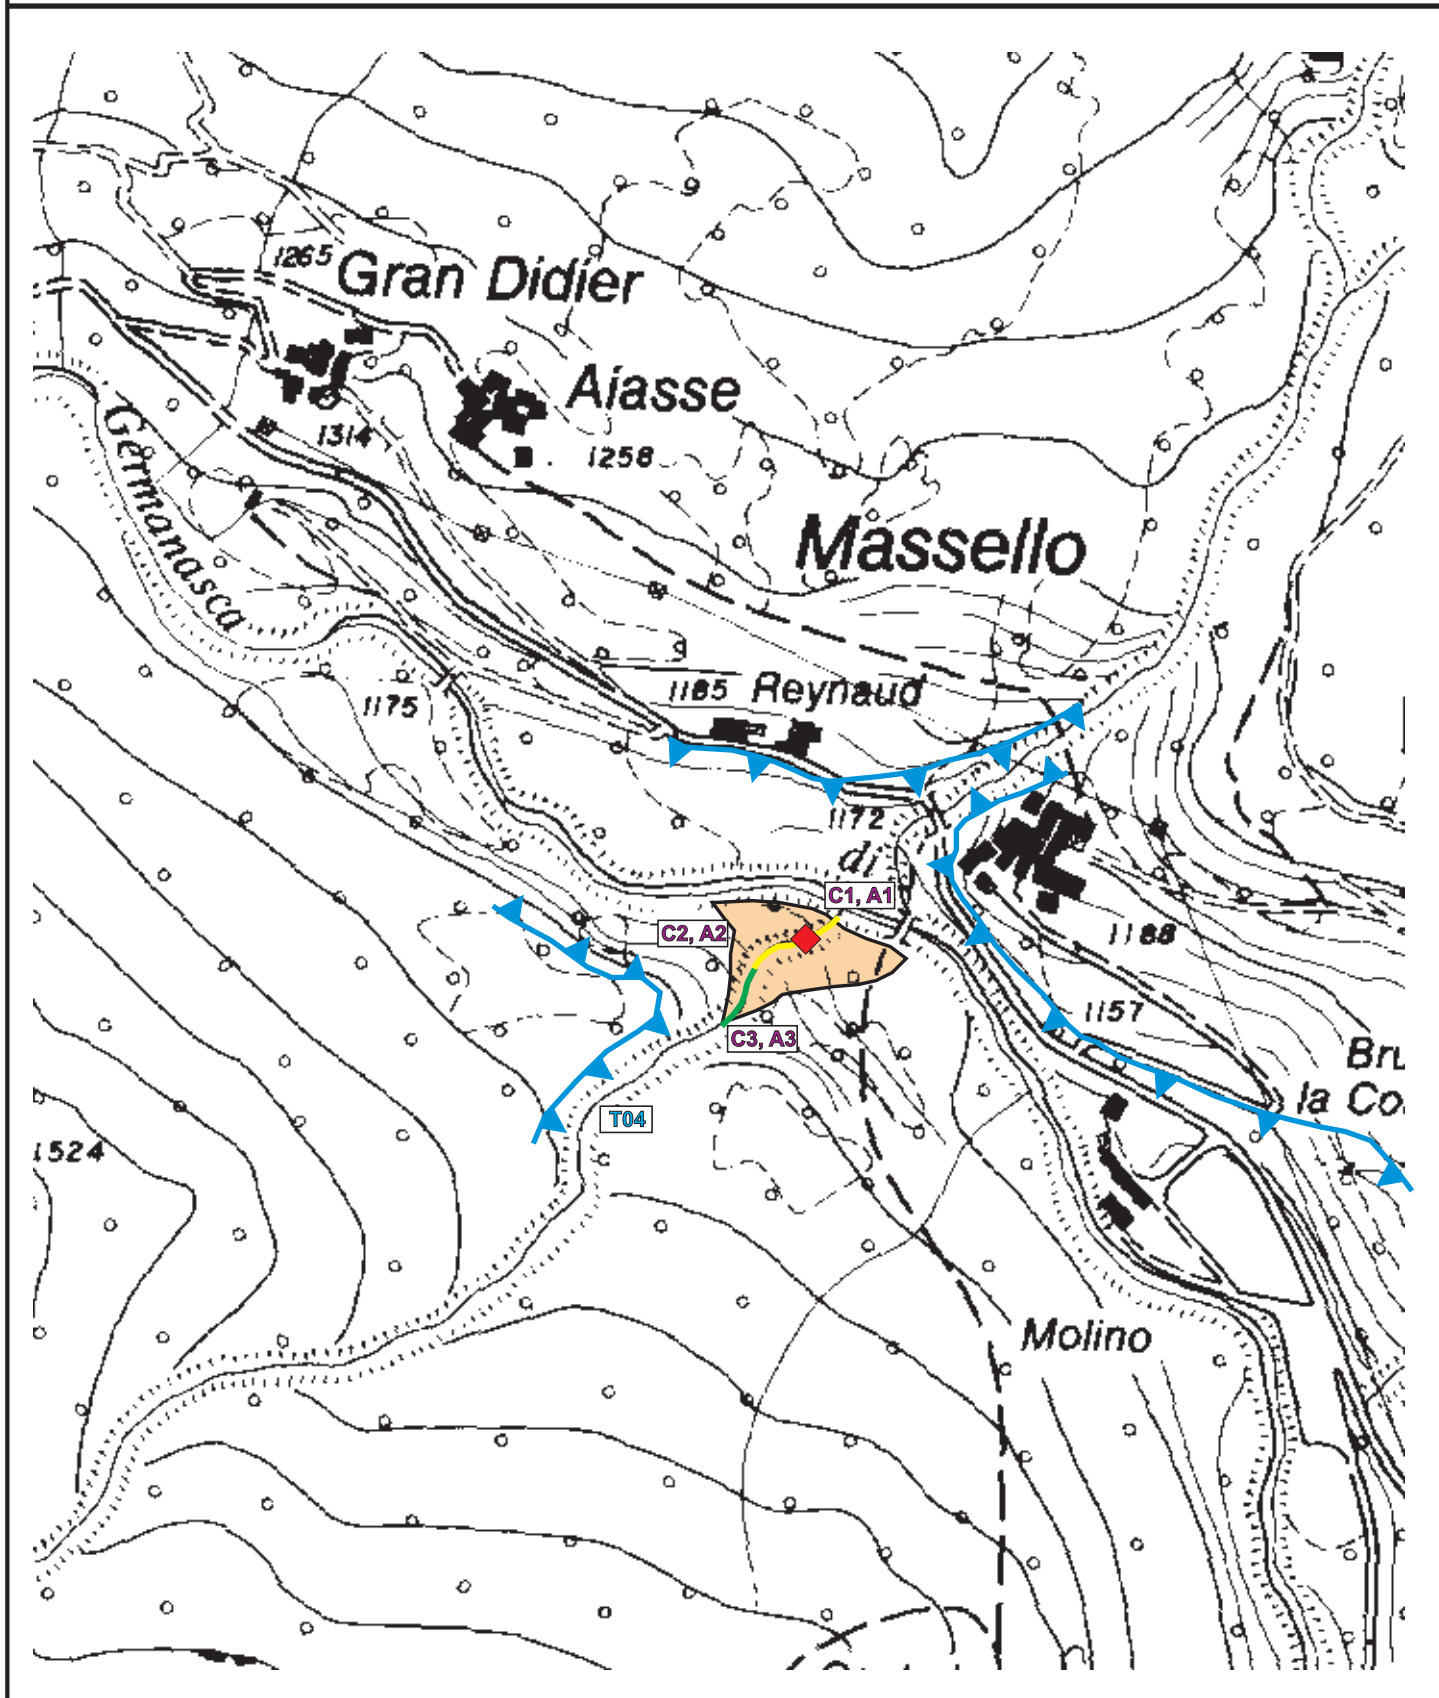 1265
Gran Didier
Aiasse
1314
1258
Germanasca
Massello
1185 Reynaud
1175
1172
di
C1, A1
C2, A2
1188
C3, A3
1157
Bru
la Co
T04
1524
Molino